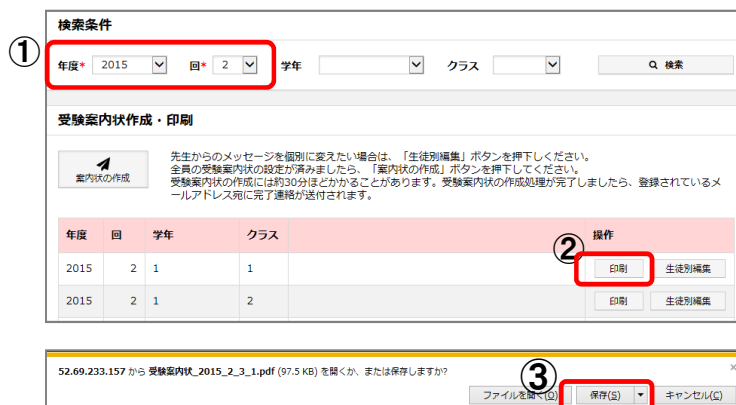 検索条件
①
年度* 2015 回* 2 学年 クラス 検索
受験案内状作成・印刷
案内状の作成
先生からのメッセージを個別に変えたい場合は、「生徒別編集」ボタンを押下しください。
全員の受験案内状の設定が済みましたら、「案内状の作成」ボタンを押下してください。
受験案内状の作成には約30分ほどかかることがあります。受験案内状の作成処理が完了しましたら、登録されているメ
ールアドレス宛に完了連絡が送付されます。
年度 回 学年 クラス 操作
②
2015 2 1 1 印刷 生徒別編集
2015 2 1 2 印刷 生徒別編集
52.69.233.157 から 受験案内状_2015_2_3_1.pdf (97.5 KB) を開くか、または保存しますか?
×
③
ファイルを開く(O) 保存(S) キャンセル(C)